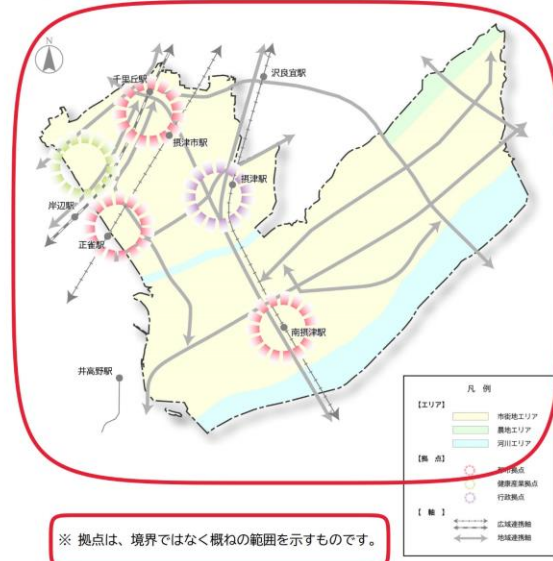 N
千里丘駅
沢良宜駅
摂津市駅
岸辺駅
摂津駅
正雀駅
南摂津駅
井高野駅
凡 例
【エリア】
市街地エリア
農地エリア
河川エリア
【拠 点】
市拠点
健康産業拠点
行政拠点
【 軸 】
広域連携軸
地域連携軸
※ 拠点は、境界ではなく概ねの範囲を示すものです。